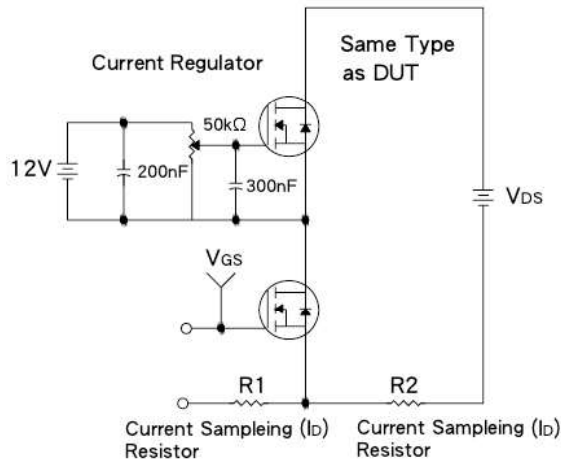 Same Type
as DUT
Current Regulator
50kΩ
12V
200nF
300nF
VDS
VGS
R1
R2
Current Sampleing (ID)
Resistor
Current Sampleing (ID)
Resistor